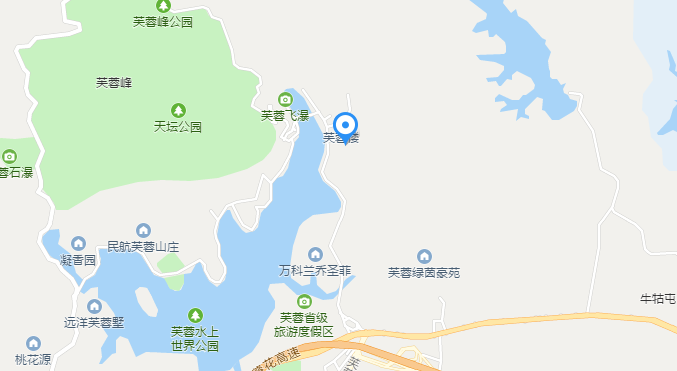 芙蓉峰公园
芙蓉峰
芙蓉飞瀑
天坛公园
芙蓉楼
蓉石瀑
民航芙蓉山庄
凝香园
万科兰乔圣菲
芙蓉绿茵豪苑
牛牯屯
远洋芙蓉墅
芙蓉水上
世界公园
芙蓉省级
旅游度假区
桃花源
花高速